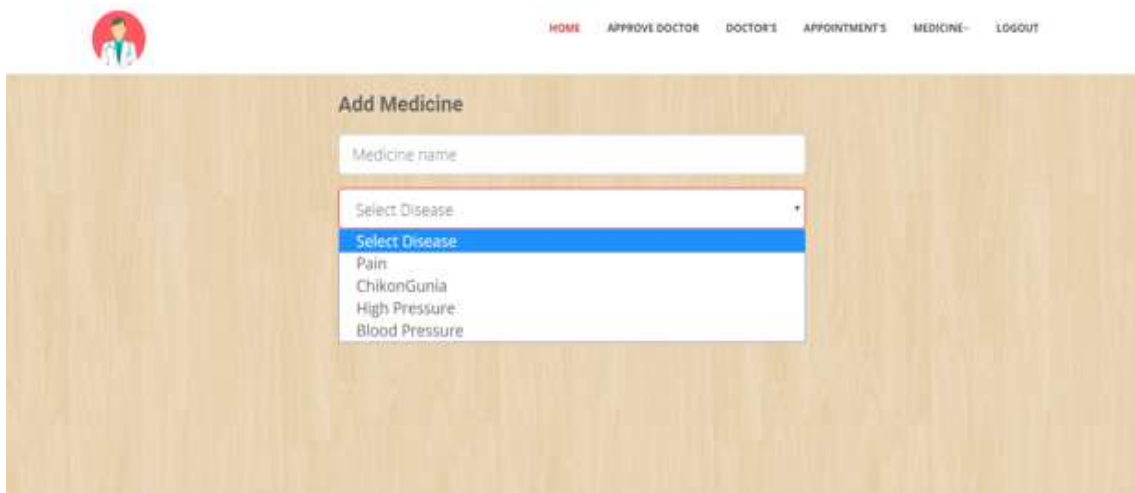 HOME APPROVE DOCTOR DOCTOR'S APPOINTMENT'S MEDICINE- LOGOUT
Add Medicine
Medicine name
Select Disease
Select Disease
Pain
ChikonGunia
High Pressure
Blood Pressure